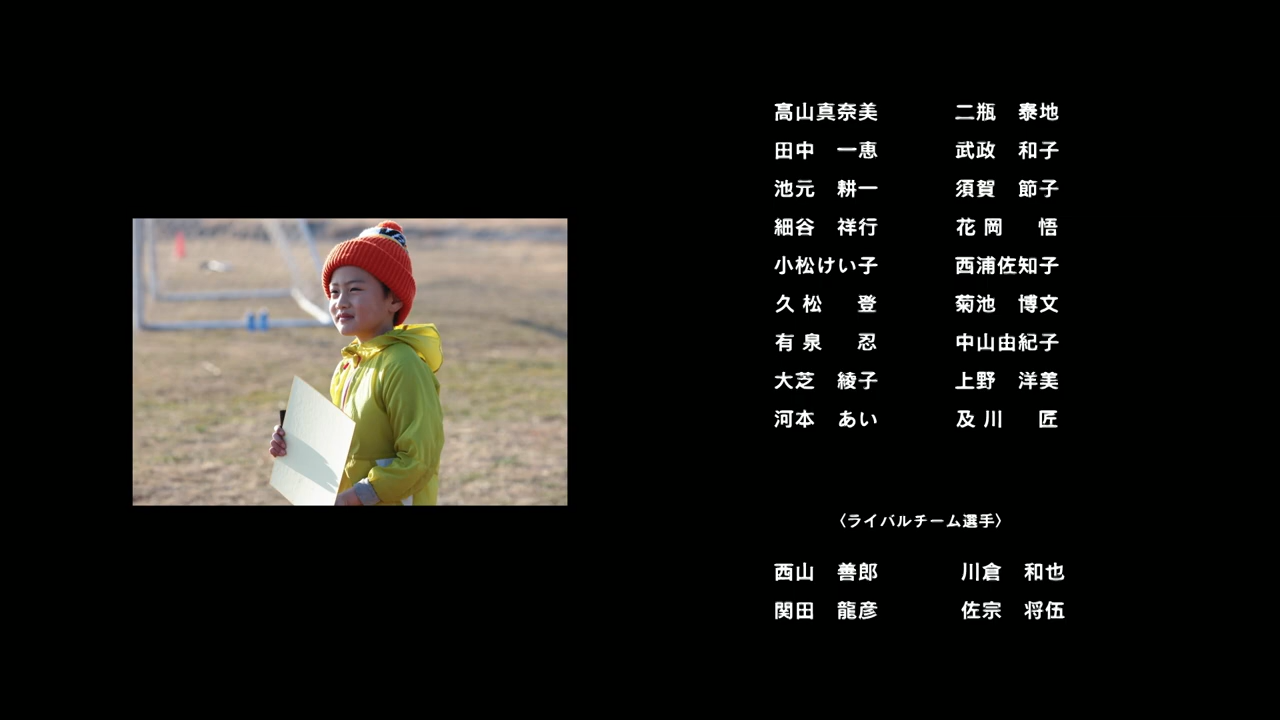 高山真奈美 二瓶 泰地
田中 一恵 武政 和子
池元 耕一 須賀 節子
細谷 祥行 花岡 悟
小松けい子 西浦佐知子
久松 登 菊池 博文
有泉 忍 中山由紀子
大芝 綾子 上野 洋美
河本 あい 及川 匠
〈ライバルチーム選手〉
西山 善郎 川倉 和也
関田 龍彦 佐宗 将伍